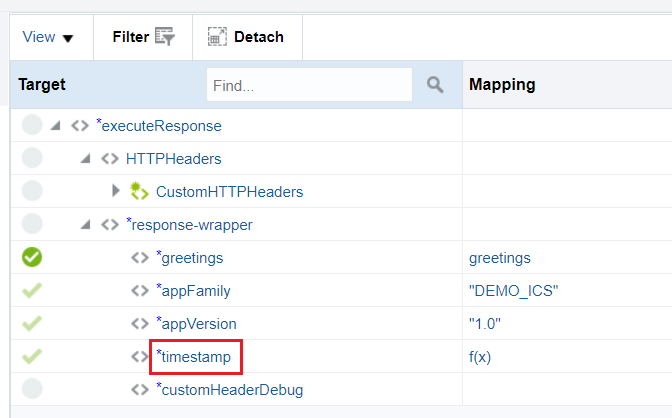 View Filter Detach
Target Find... Mapping
*executeResponse
HTTPHeaders
CustomHTTPHeaders
*response-wrapper
*greetings greetings
*appFamily "DEMO_ICS"
*appVersion "1.0"
*timestamp f(x)
*customHeaderDebug